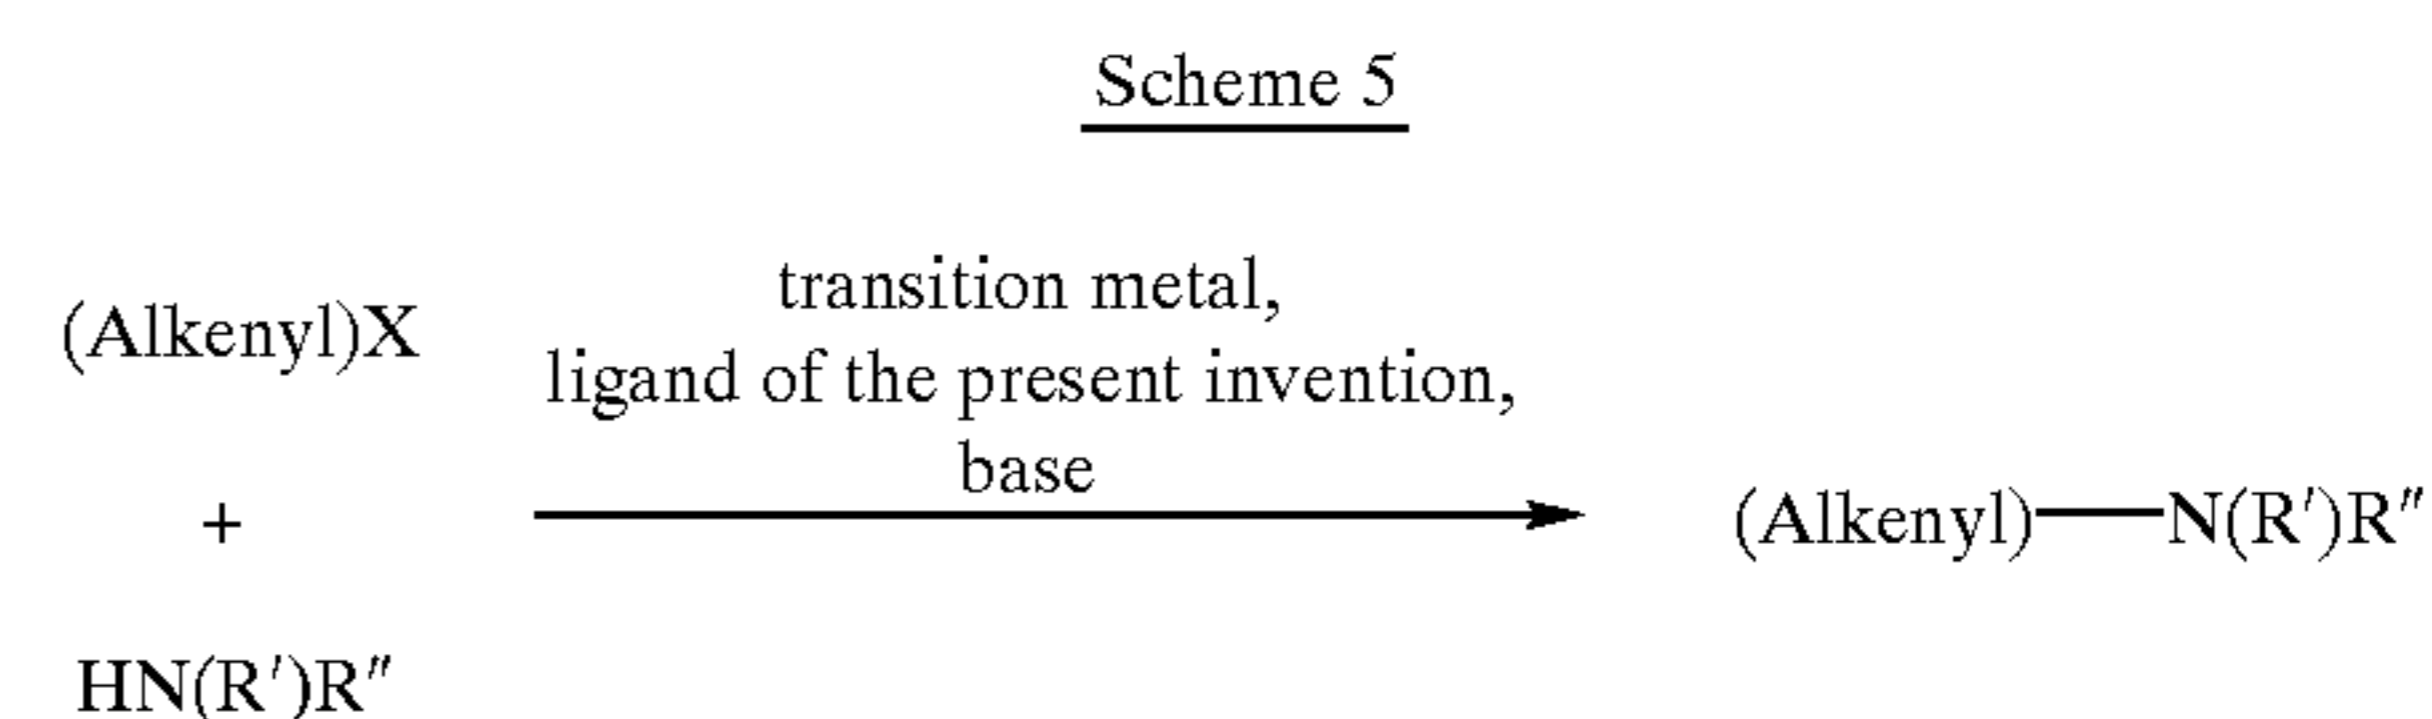 Scheme 5
(Alkenyl)X
+
HN(R′)R″
transition metal,
ligand of the present invention,
base
(Alkenyl)—N(R′)R″